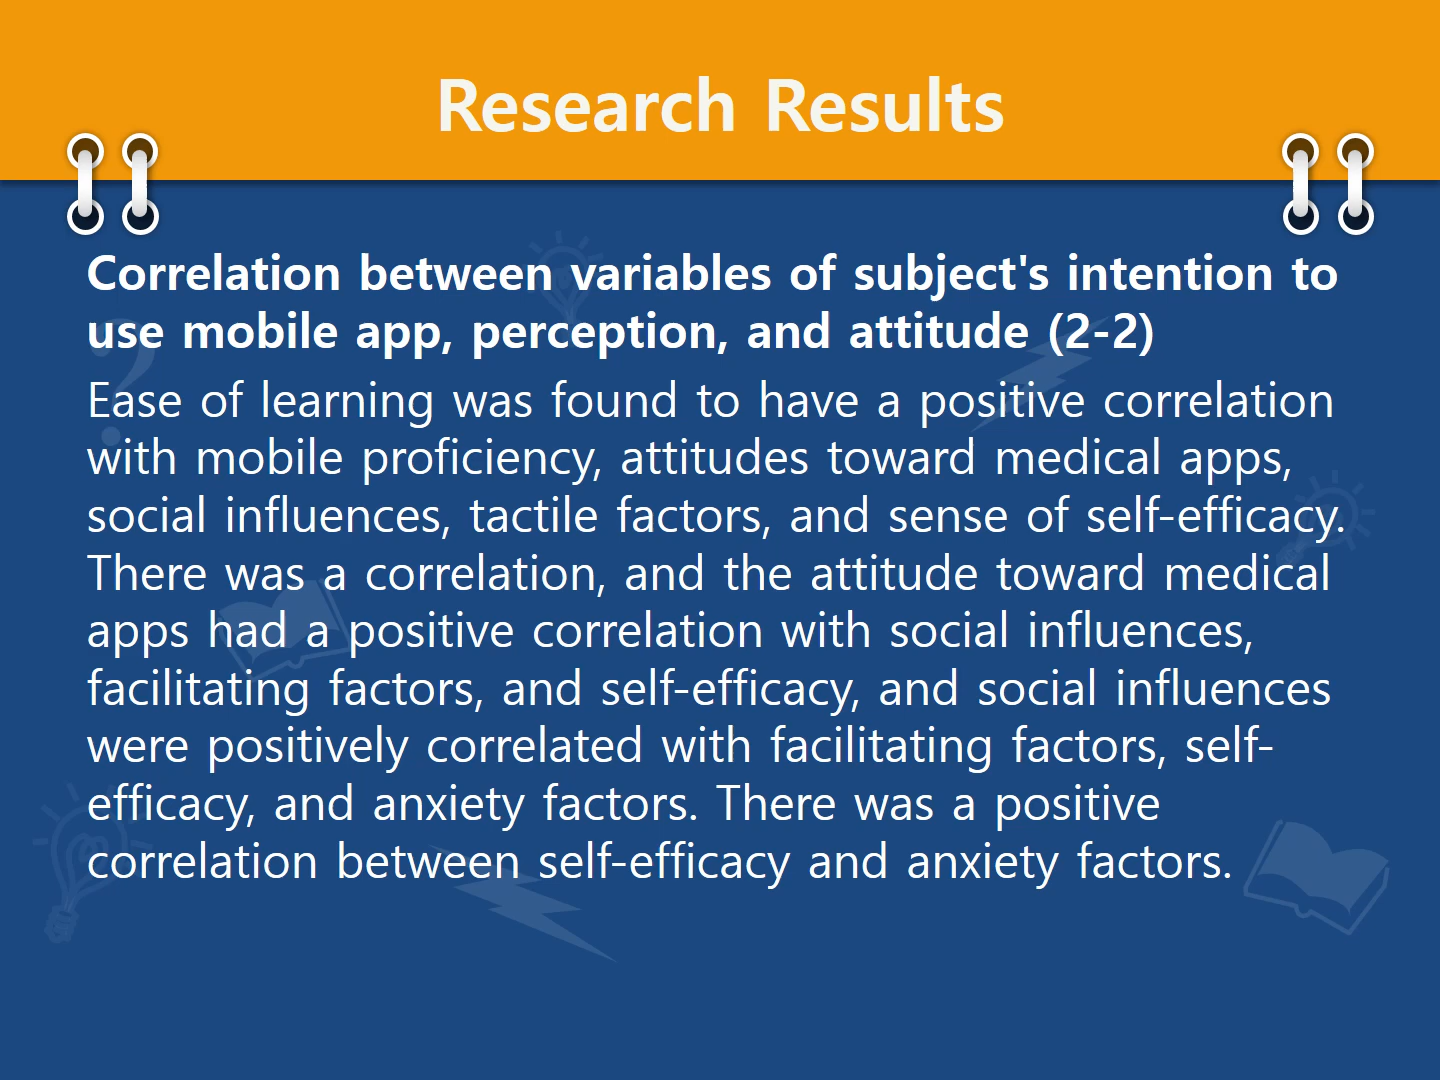 Research Results
Correlation between variables of subject's intention to
use mobile app, perception, and attitude (2-2)
Ease of learning was found to have a positive correlation
with mobile proficiency, attitudes toward medical apps,
social influences, tactile factors, and sense of self-efficacy.
There was a correlation, and the attitude toward medical
apps had a positive correlation with social influences,
facilitating factors, and self-efficacy, and social influences
were positively correlated with facilitating factors, self-
efficacy, and anxiety factors. There was a positive
correlation between self-efficacy and anxiety factors.